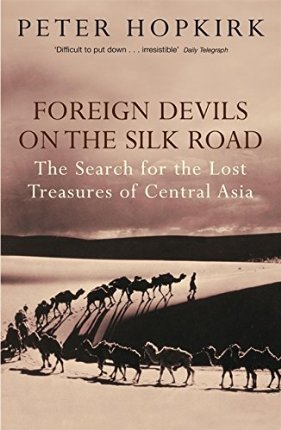 PETER HOPKIRK
'Difficult to put down . . . irresistible' Daily Telegraph
FOREIGN DEVILS
ON THE SILK ROAD
The Search for the Lost
Treasures of Central Asia